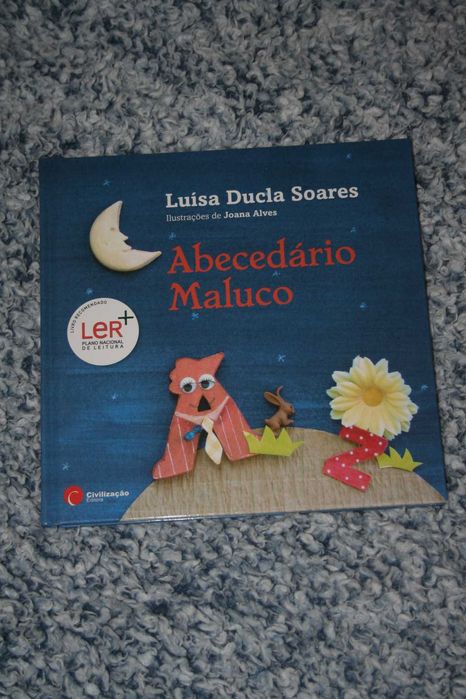 Luísa Ducla Soares
Ilustrações de Joana Alves
Abecedário
Maluco
LIVRO RECOMENDADO
LeR+
PLANO NACIONAL
DE LEITURA
Civilização
Editora